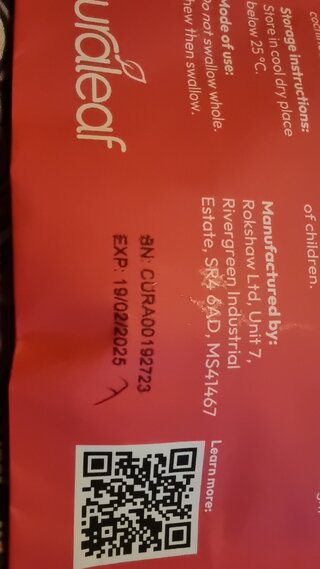 Storage instructions:
Store in cool dry place
below 25°C.
Mode of use:
Do not swallow whole.
then swallow.
of children.
Manufactured by:
Rokshaw Ltd, Unit 7,
Rivergreen Industrial
Estate, SR4 6AD, MS41467
uraleaf
BN: CURA00192723
EXP: 19/02/2025
Learn more: